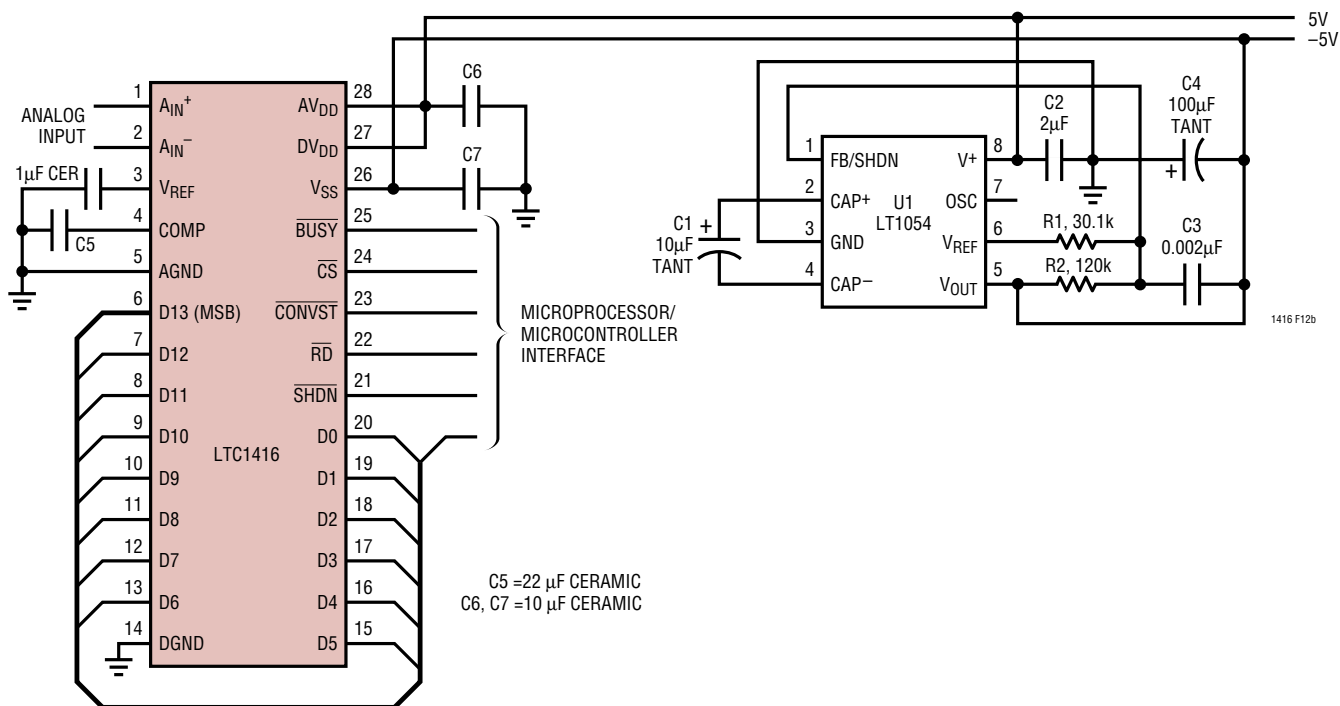 5V
–5V
ANALOG
INPUT
1μF CER
C5
1
2
3
4
5
6
7
8
9
10
11
12
13
14
A_IN⁺
A_IN⁻
V_REF
COMP
AGND
D13 (MSB)
D12
D11
D10
D9
D8
D7
D6
DGND
LTC1416
AV_DD
DV_DD
V_SS
BUSY
CS
CONVST
RD
SHDN
D0
D1
D2
D3
D4
D5
28
27
26
25
24
23
22
21
20
19
18
17
16
15
C6
C7
MICROPROCESSOR/
MICROCONTROLLER
INTERFACE
C5 =22 μF CERAMIC
C6, C7 =10 μF CERAMIC
C1
10μF
TANT
+
1
2
3
4
FB/SHDN
CAP+
GND
CAP–
U1
LT1054
V+
OSC
V_REF
V_OUT
8
7
6
5
C2
2μF
C4
100μF
TANT
+
R1, 30.1k
R2, 120k
C3
0.002μF
1416 F12b